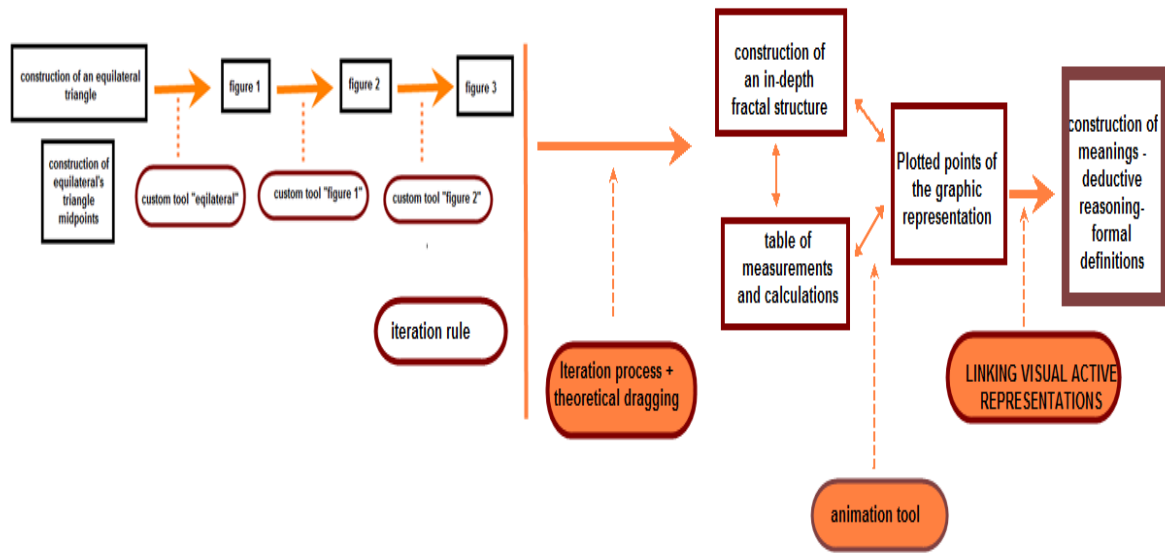 construction of an equilateral
triangle
figure 1
figure 2
figure 3
construction of
equilateral's
triangle
midpoints
custom tool "eqilateral"
custom tool "figure 1"
custom tool "figure 2"
iteration rule
Iteration process +
theoretical dragging
construction of
an in-depth
fractal structure
table of
measurements
and calculations
Plotted points of
the graphic
representation
animation tool
LINKING VISUAL ACTIVE
REPRESENTATIONS
construction of
meanings -
deductive
reasoning-
formal
definitions